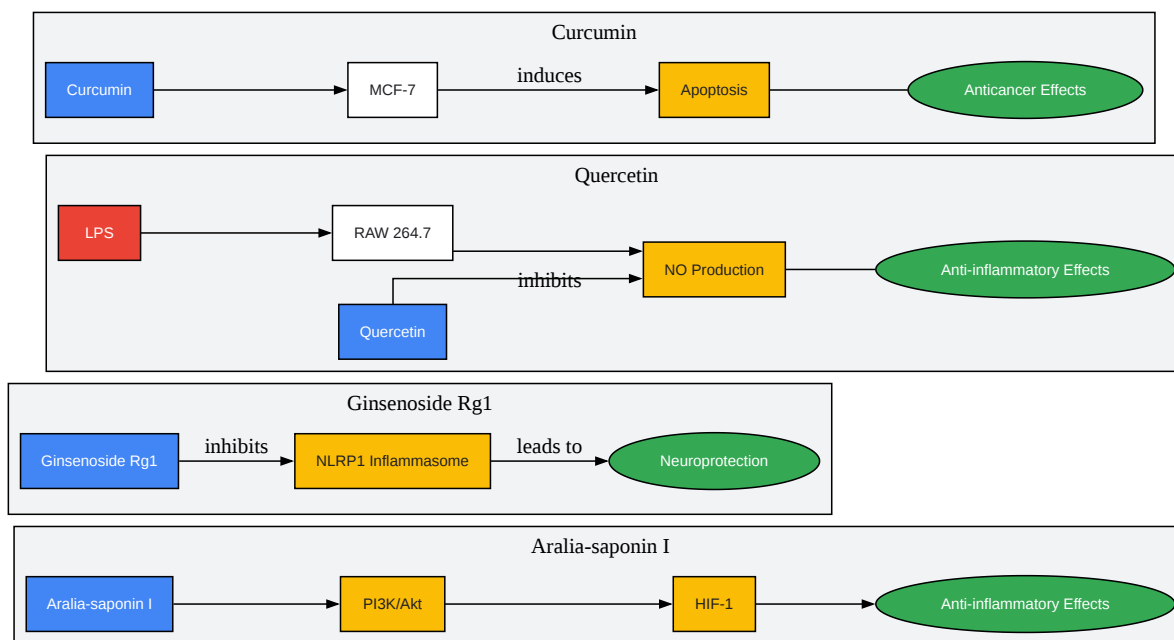 Curcumin
Curcumin
MCF-7
induces
Apoptosis
Anticancer Effects
Quercetin
LPS
RAW 264.7
NO Production
Anti-inflammatory Effects
inhibits
Quercetin
Ginsenoside Rg1
Ginsenoside Rg1
inhibits
NLRP1 Inflammasome
leads to
Neuroprotection
Aralia-saponin I
Aralia-saponin I
PI3K/Akt
HIF-1
Anti-inflammatory Effects